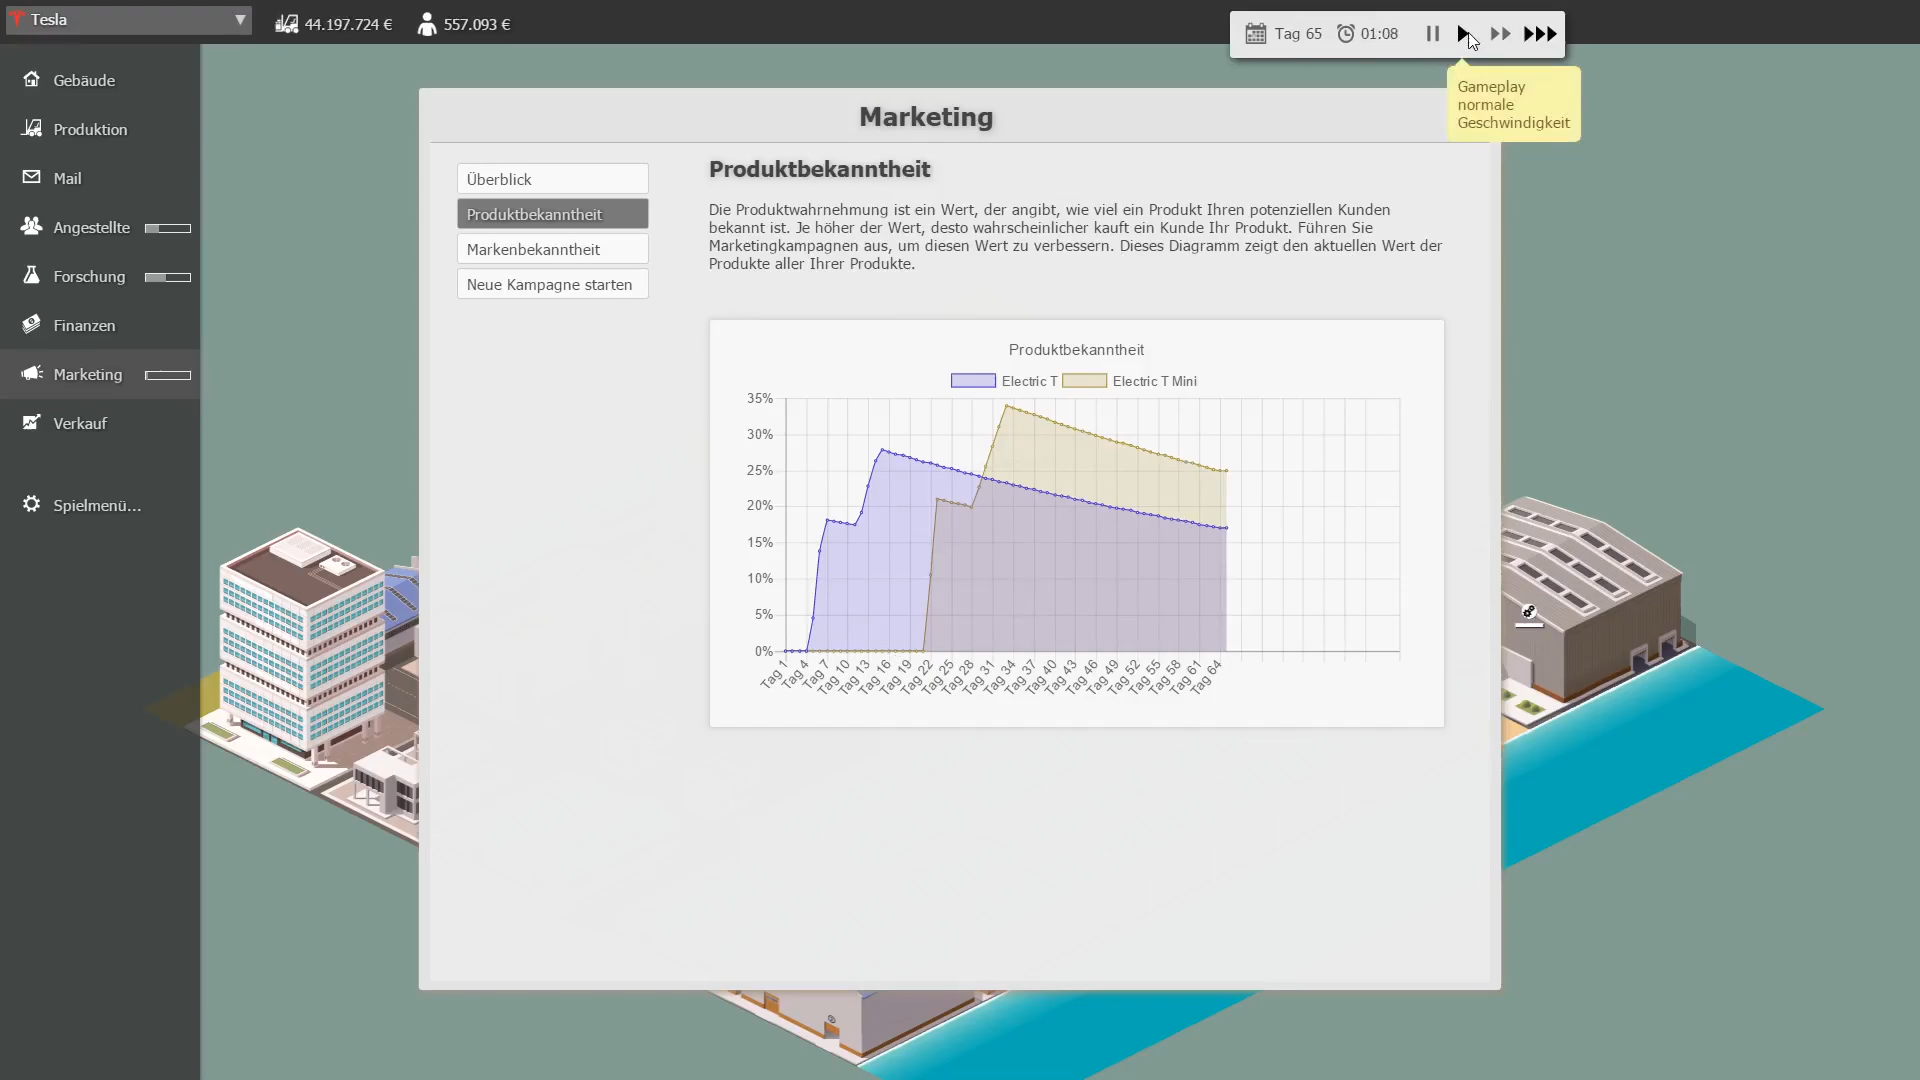 Tesla
44.197.724 €
557.093 €
Tag 65
01:08
Gameplay
normale
Geschwindigkeit
Gebäude
Produktion
Mail
Angestellte
Forschung
Finanzen
Marketing
Verkauf
Spielmenü...
Marketing
Überblick
Produktbekanntheit
Markenbekanntheit
Neue Kampagne starten
Produktbekanntheit
Die Produktwahrnehmung ist ein Wert, der angibt, wie viel ein Produkt Ihren potenziellen Kunden
bekannt ist. Je höher der Wert, desto wahrscheinlicher kauft ein Kunde Ihr Produkt. Führen Sie
Marketingkampagnen aus, um diesen Wert zu verbessern. Dieses Diagramm zeigt den aktuellen Wert der
Produkte aller Ihrer Produkte.
Produktbekanntheit
Electric T
Electric T Mini
35%
30%
25%
20%
15%
10%
5%
0%
Tag 1
Tag 4
Tag 7
Tag 10
Tag 13
Tag 16
Tag 19
Tag 22
Tag 25
Tag 28
Tag 31
Tag 34
Tag 37
Tag 40
Tag 43
Tag 46
Tag 49
Tag 52
Tag 55
Tag 58
Tag 61
Tag 64